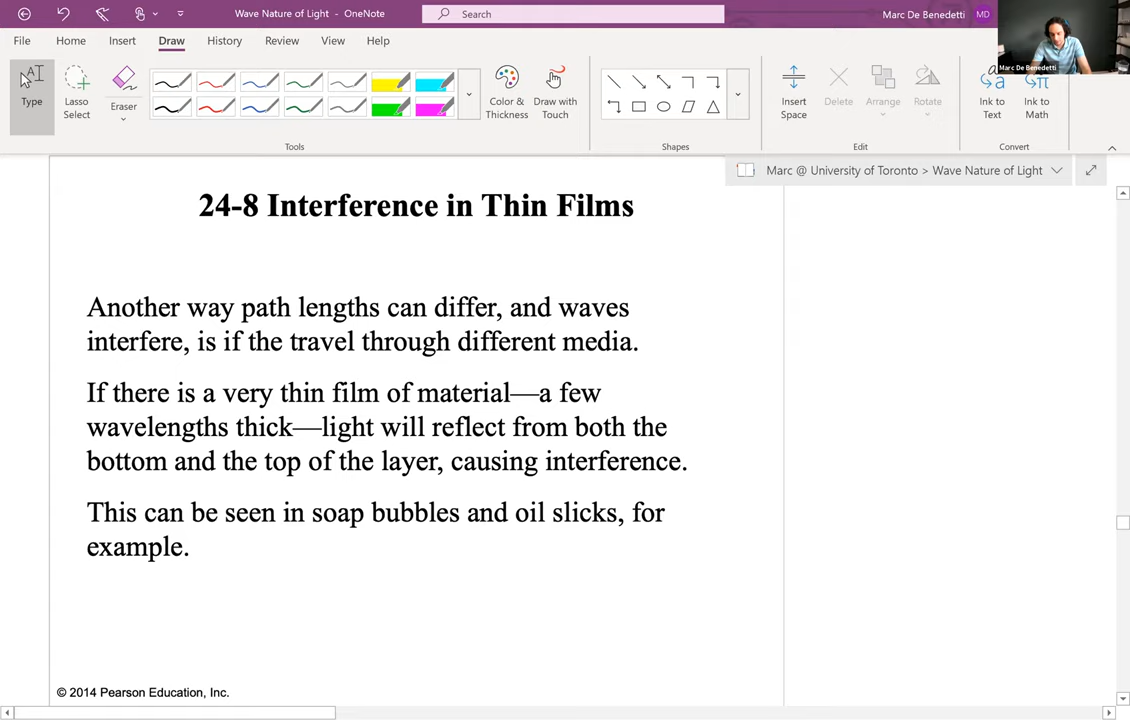 Wave Nature of Light - OneNote
Search
Marc De Benedetti
MD
Marc De Benedetti
File
Home
Insert
Draw
History
Review
View
Help
Type
Lasso
Select
Eraser
Color &
Thickness
Draw with
Touch
Insert
Space
Delete
Arrange
Rotate
Ink to
Text
Ink to
Math
Tools
Shapes
Edit
Convert
Marc @ University of Toronto > Wave Nature of Light
24-8 Interference in Thin Films
Another way path lengths can differ, and waves
interfere, is if the travel through different media.
If there is a very thin film of material—a few
wavelengths thick—light will reflect from both the
bottom and the top of the layer, causing interference.
This can be seen in soap bubbles and oil slicks, for
example.
© 2014 Pearson Education, Inc.